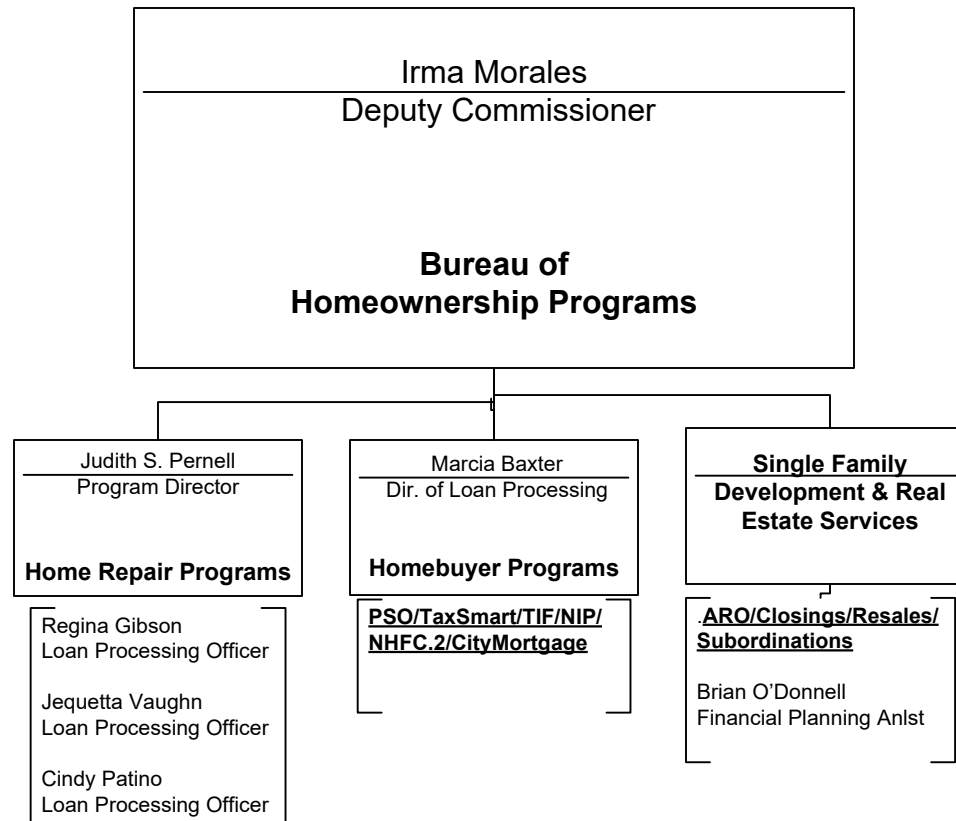 Irma Morales
Deputy Commissioner
Bureau of
Homeownership Programs
Judith S. Pernell
Program Director
Home Repair Programs
Regina Gibson
Loan Processing Officer
Jequetta Vaughn
Loan Processing Officer
Cindy Patino
Loan Processing Officer
Marcia Baxter
Dir. of Loan Processing
Homebuyer Programs
PSO/TaxSmart/TIF/NIP/
NHFC.2/CityMortgage
Single Family
Development & Real
Estate Services
.ARO/Closings/Resales/
Subordinations
Brian O’Donnell
Financial Planning Anlst